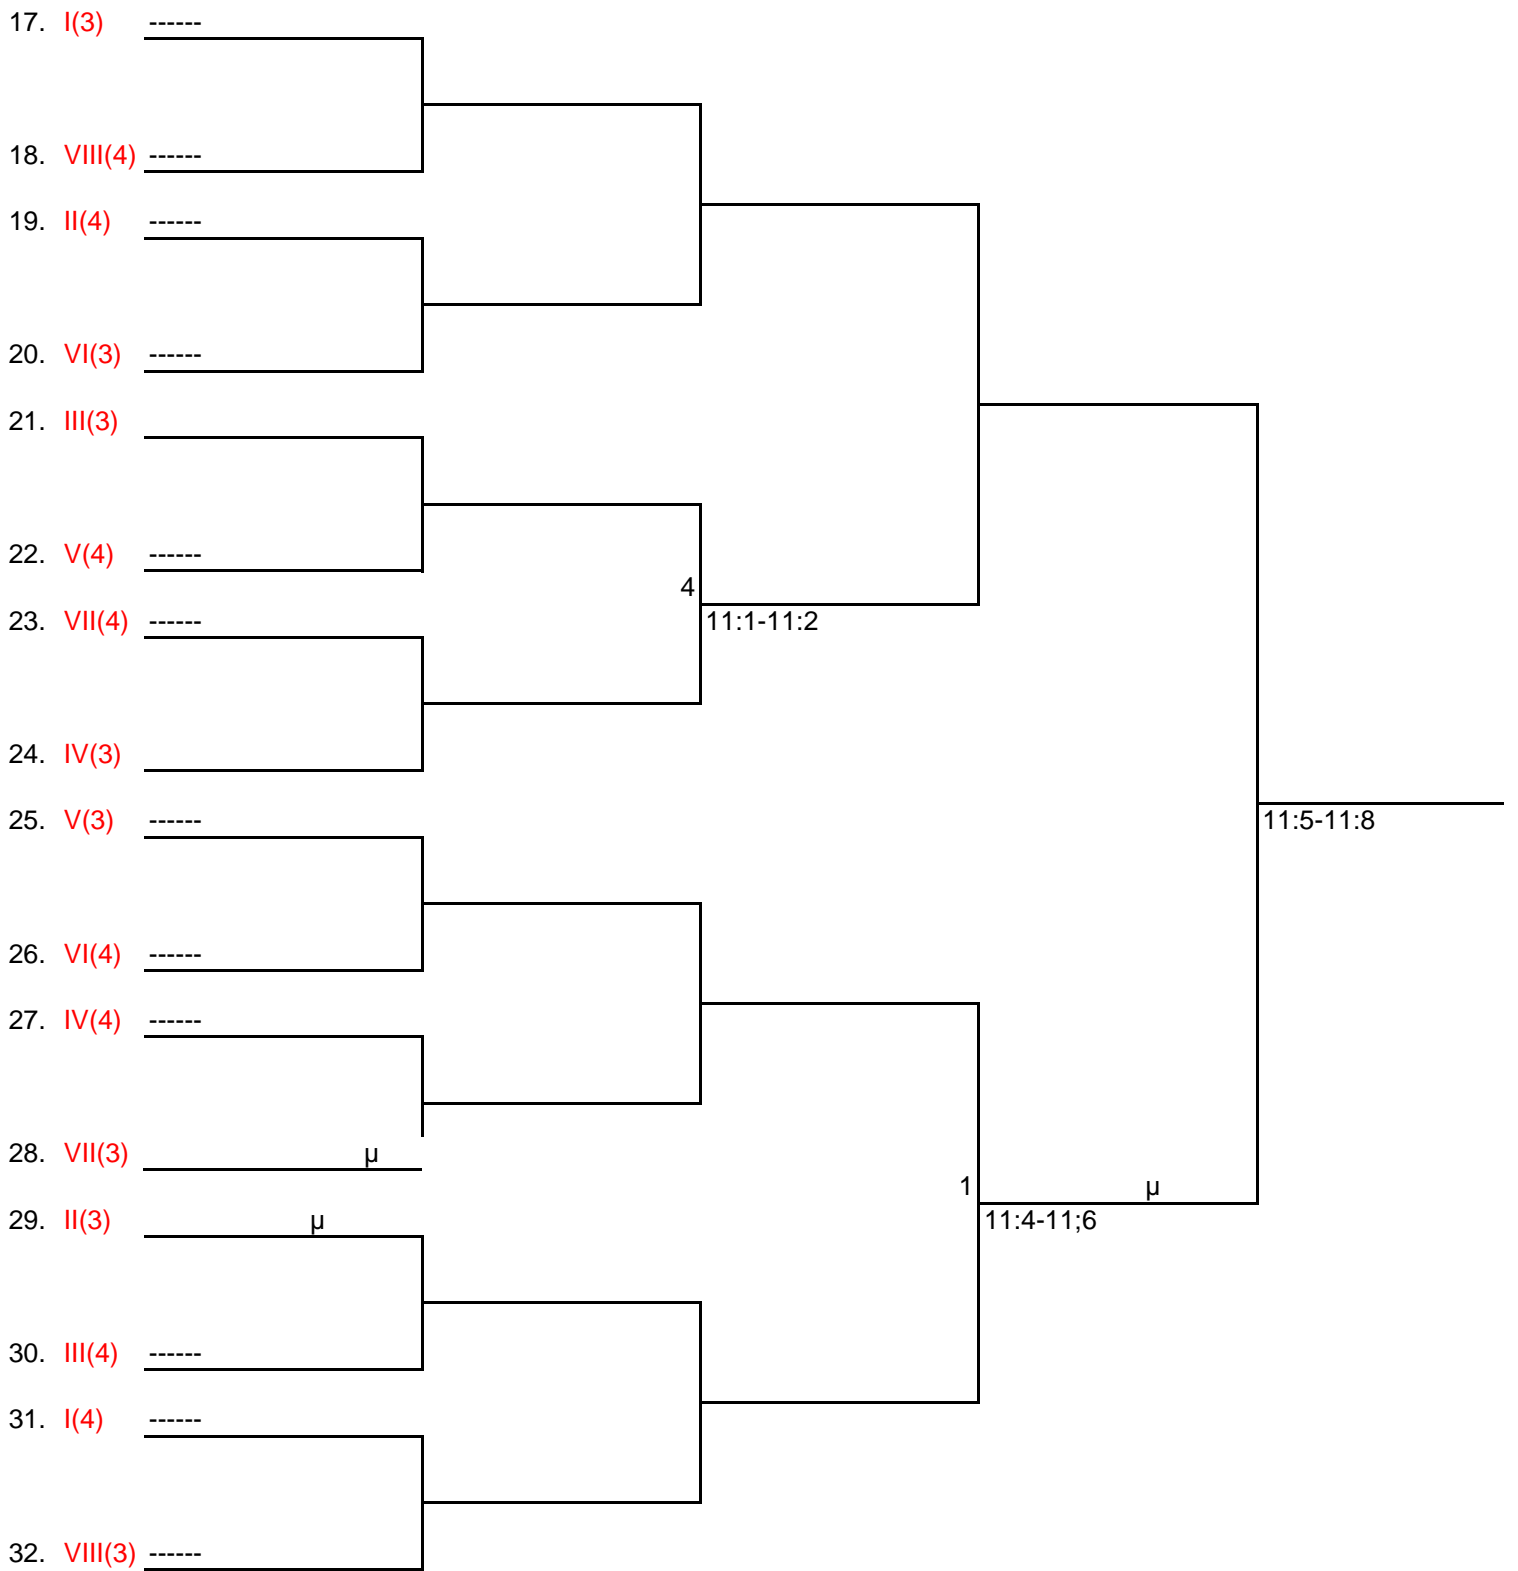 17. I(3) ------
18. VIII(4) ------
19. II(4) ------
20. VI(3) ------
21. III(3)
22. V(4) ------
4
23. VII(4) ------
11:1-11:2
24. IV(3)
25. V(3) ------
11:5-11:8
26. VI(4) ------
27. IV(4) ------
28. VII(3) µ
1 µ
29. II(3) µ
11:4-11;6
30. III(4) ------
31. I(4) ------
32. VIII(3) ------